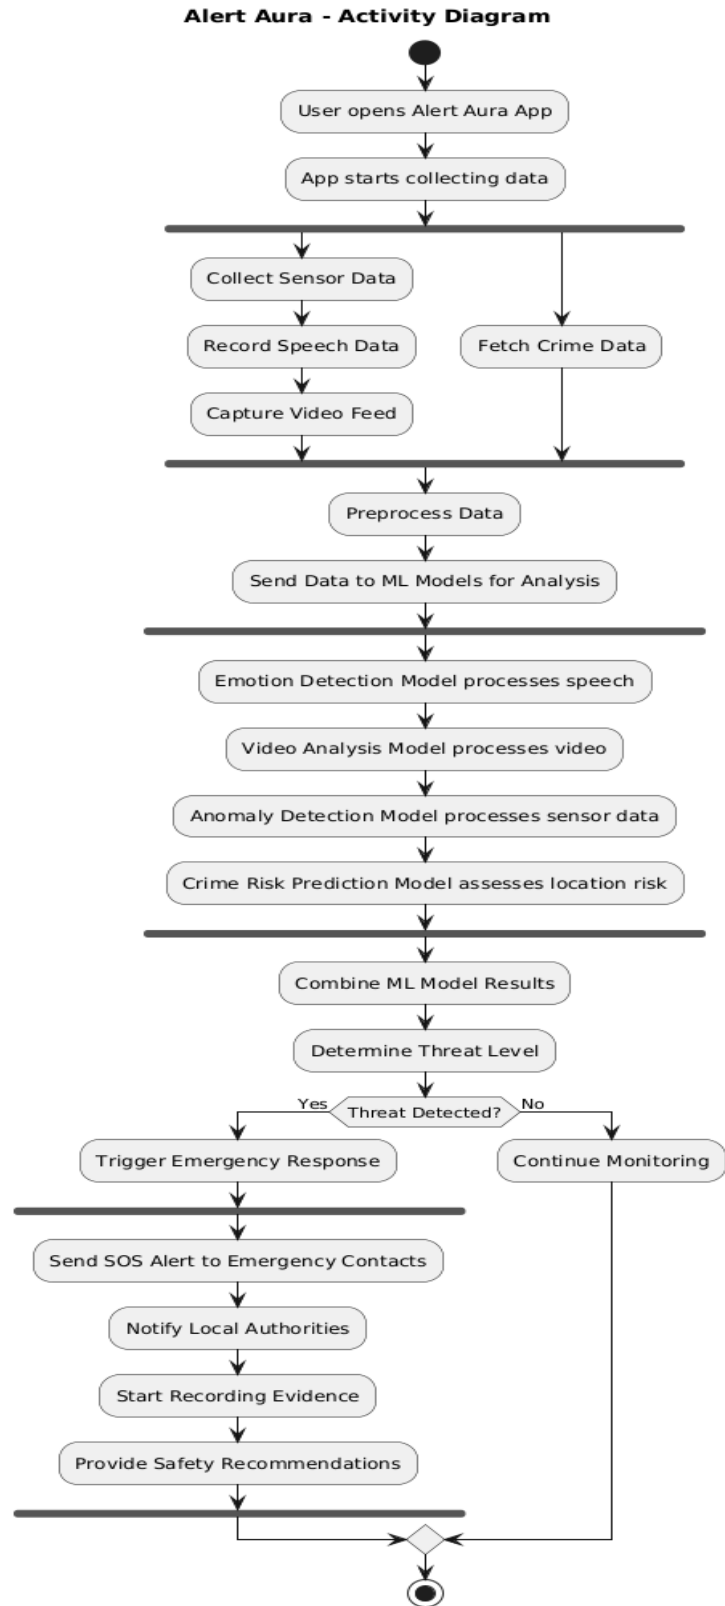 Alert Aura - Activity Diagram
User opens Alert Aura App
App starts collecting data
Collect Sensor Data
Record Speech Data
Fetch Crime Data
Capture Video Feed
Preprocess Data
Send Data to ML Models for Analysis
Emotion Detection Model processes speech
Video Analysis Model processes video
Anomaly Detection Model processes sensor data
Crime Risk Prediction Model assesses location risk
Combine ML Model Results
Determine Threat Level
Yes
Threat Detected?
No
Trigger Emergency Response
Continue Monitoring
Send SOS Alert to Emergency Contacts
Notify Local Authorities
Start Recording Evidence
Provide Safety Recommendations